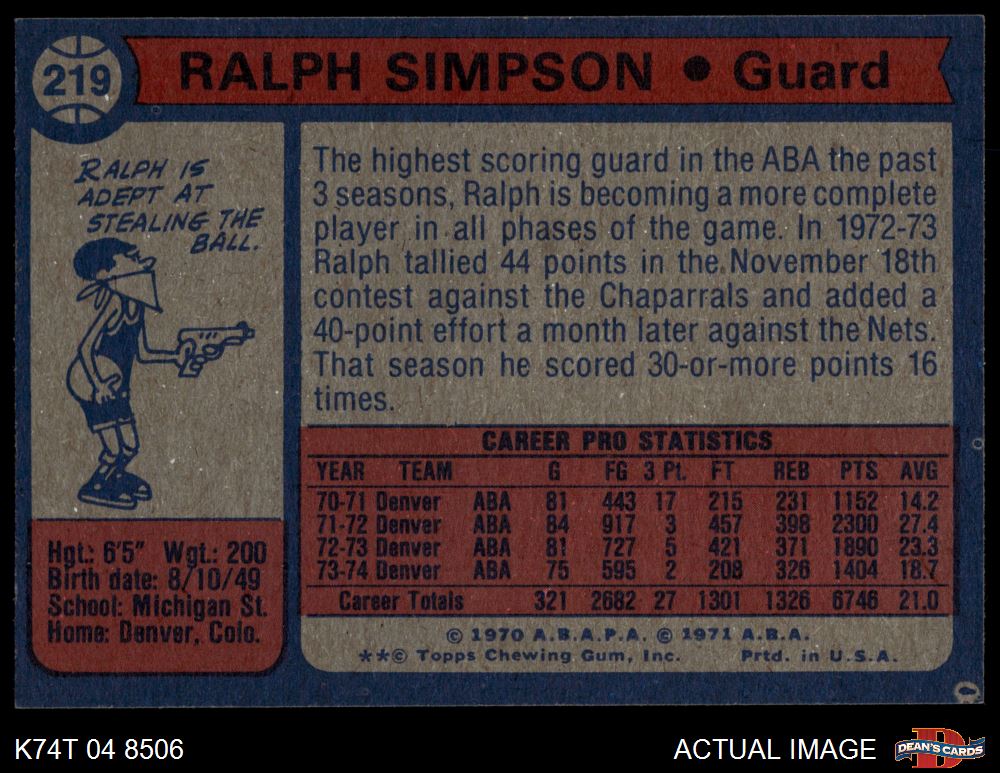 219
RALPH SIMPSON • Guard
RALPH IS
ADEPT AT
STEALING THE
BALL.
The highest scoring guard in the ABA the past
3 seasons, Ralph is becoming a more complete
player in all phases of the game. In 1972-73
Ralph tallied 44 points in the November 18th
contest against the Chaparrals and added a
40-point effort a month later against the Nets.
That season he scored 30-or-more points 16
times.
CAREER PRO STATISTICS
YEAR TEAM G FG 3 Pt. FT REB PTS AVG
70-71 Denver ABA 81 443 17 215 231 1152 14.2
71-72 Denver ABA 84 917 3 457 398 2300 27.4
72-73 Denver ABA 81 727 5 421 371 1890 23.3
73-74 Denver ABA 75 595 2 208 326 1404 18.7
Career Totals 321 2682 27 1301 1326 6746 21.0
Hgt.: 6'5" Wgt.: 200
Birth date: 8/10/49
School: Michigan St.
Home: Denver, Colo.
© 1970 A.B.A.P.A. © 1971 A.B.A.
**© Topps Chewing Gum, Inc. Prtd. in U.S.A.
K74T 04 8506
ACTUAL IMAGE
DEAN'S CARDS